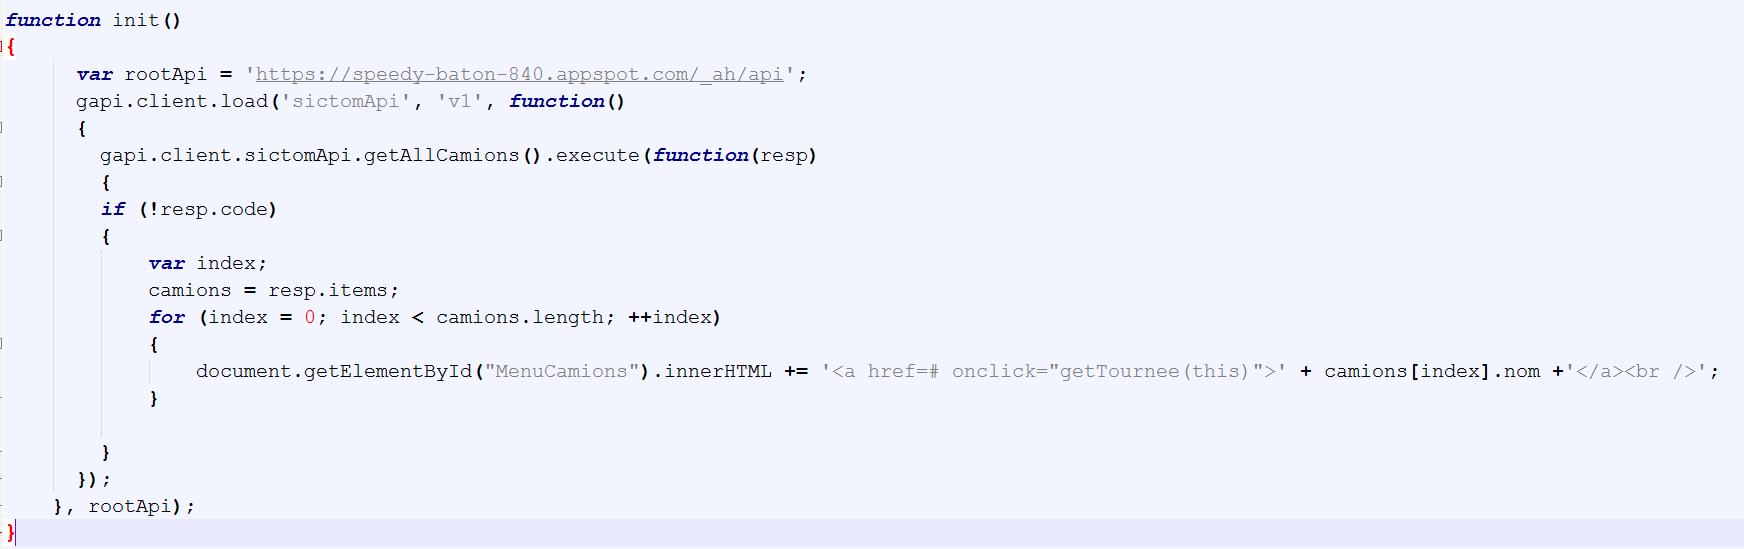 function init()
{
var rootApi = 'https://speedy-baton-840.appspot.com/_ah/api';
gapi.client.load('sictomApi', 'v1', function()
{
gapi.client.sictomApi.getAllCamions().execute(function(resp)
{
if (!resp.code)
{
var index;
camions = resp.items;
for (index = 0; index < camions.length; ++index)
{
document.getElementById("MenuCamions").innerHTML += '<a href=# onclick="getTournee(this)">' + camions[index].nom +'</a><br />';
}
}
});
}, rootApi);
}